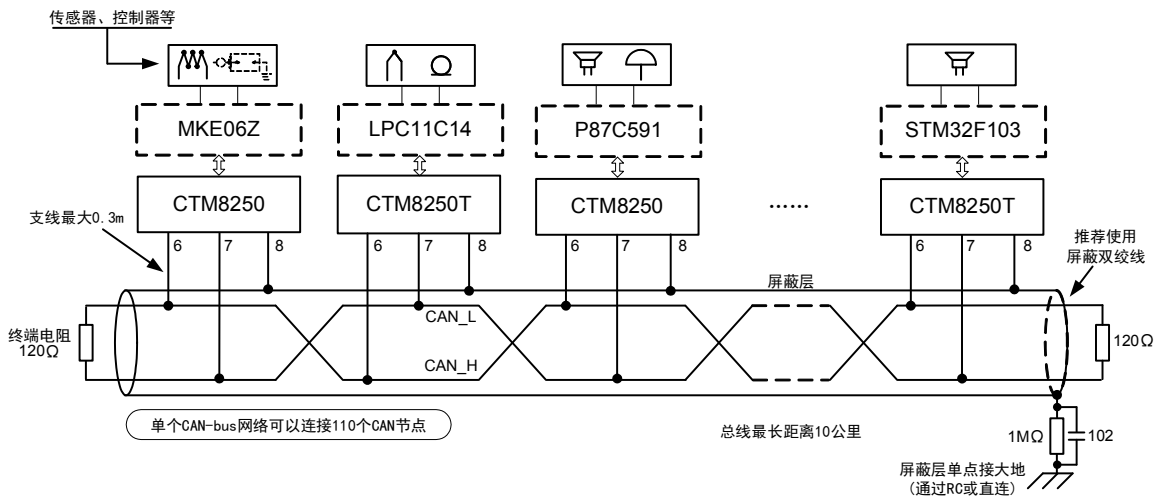 传感器、控制器等
MKE06Z
LPC11C14
P87C591
STM32F103
CTM8250
CTM8250T
CTM8250
……
CTM8250T
支线最大0.3m
6 7 8
6 7 8
6 7 8
6 7 8
推荐使用
屏蔽双绞线
屏蔽层
CAN_L
CAN_H
终端电阻
120Ω
120Ω
单个CAN-bus网络可以连接110个CAN节点
总线最长距离10公里
1MΩ
102
屏蔽层单点接大地
(通过RC或直连)